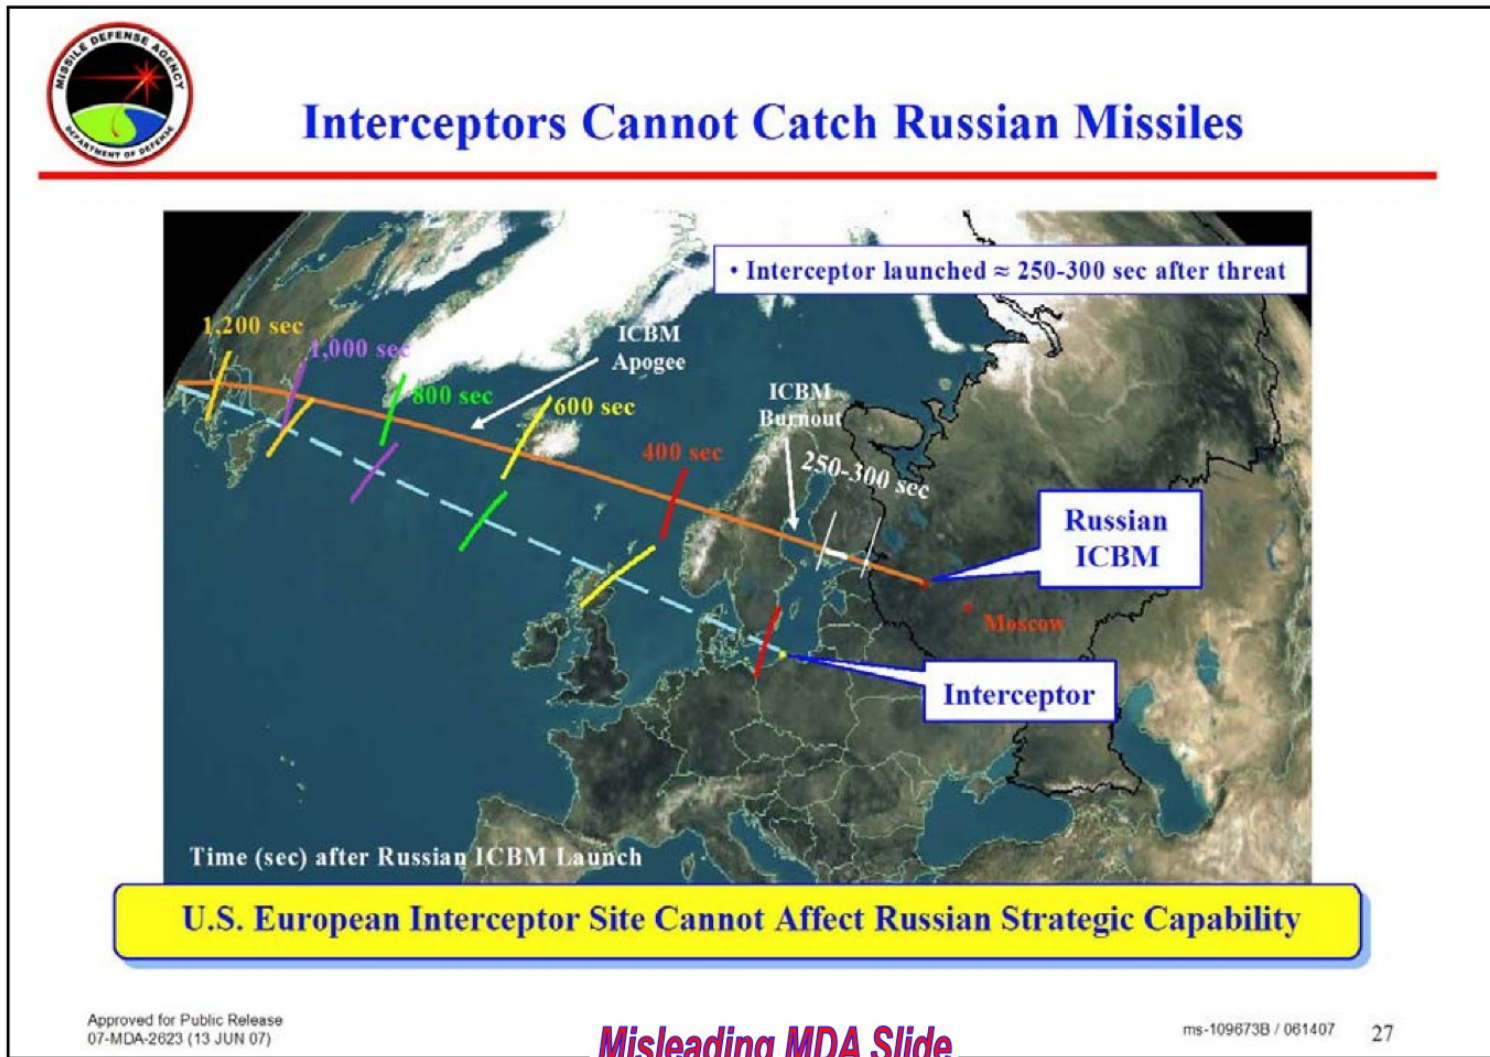 MISSILE DEFENSE AGENCY
DEPARTMENT OF DEFENSE
Interceptors Cannot Catch Russian Missiles
• Interceptor launched ≈ 250-300 sec after threat
1,200 sec
1,000 sec
800 sec
ICBM
Apogee
600 sec
400 sec
ICBM
Burnout
250-300 sec
Russian
ICBM
Moscow
Interceptor
Time (sec) after Russian ICBM Launch
U.S. European Interceptor Site Cannot Affect Russian Strategic Capability
Approved for Public Release
07-MDA-2623 (13 JUN 07)
Misleading MDA Slide
ms-109673B / 061407
27